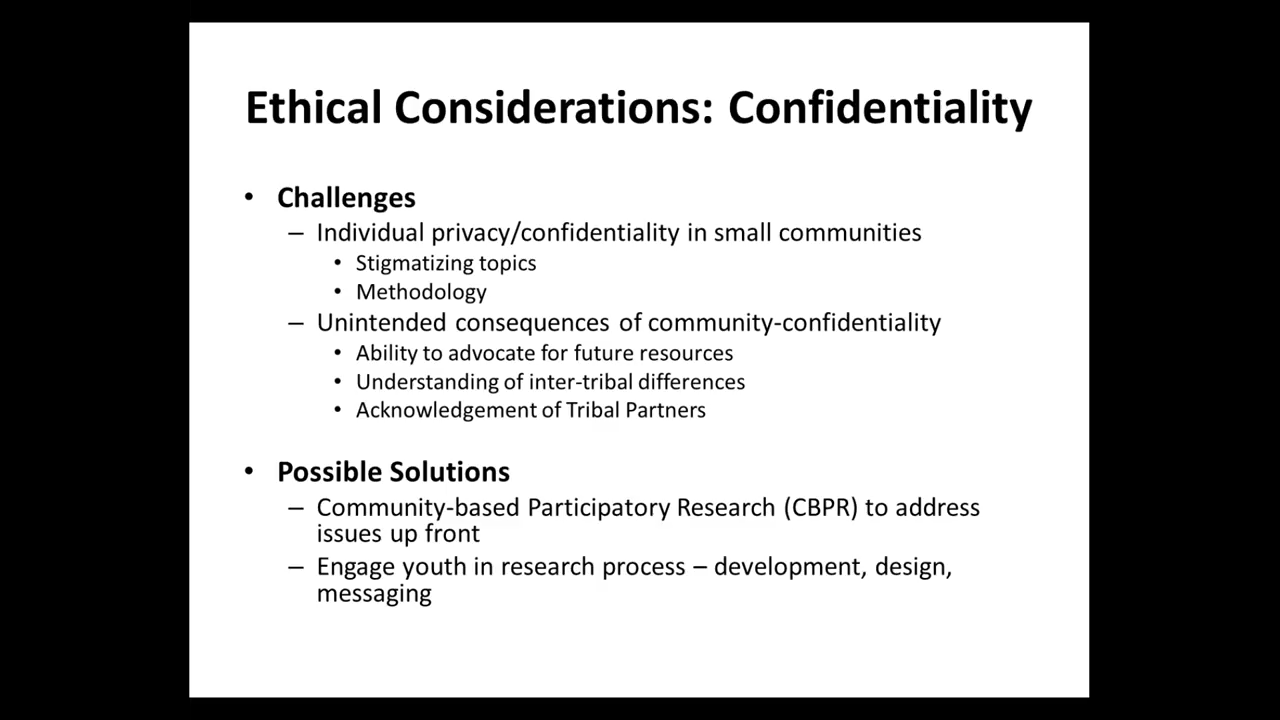 Ethical Considerations: Confidentiality
• Challenges
– Individual privacy/confidentiality in small communities
• Stigmatizing topics
• Methodology
– Unintended consequences of community-confidentiality
• Ability to advocate for future resources
• Understanding of inter-tribal differences
• Acknowledgement of Tribal Partners
• Possible Solutions
– Community-based Participatory Research (CBPR) to address
issues up front
– Engage youth in research process – development, design,
messaging